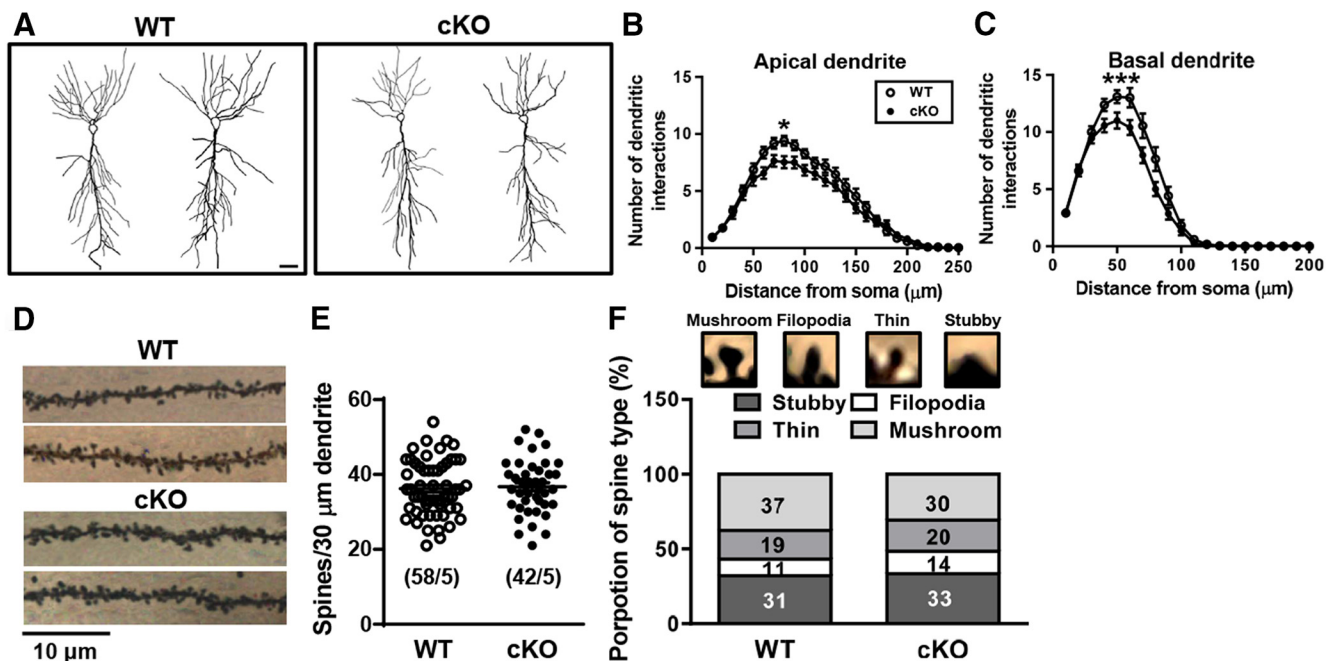 A
WT
cKO
B
Apical dendrite
WT
cKO
*
Number of dendritic
interactions
15
10
5
0
0 50 100 150 200 250
Distance from soma (μm)
C
Basal dendrite
***
Number of dendritic
interactions
15
10
5
0
0 50 100 150 200
Distance from soma (μm)
D
WT
cKO
10 μm
E
Spines/30 μm dendrite
60
40
20
0
(58/5) (42/5)
WT cKO
F
Mushroom Filopodia Thin Stubby
Porpotion of spine type (%)
150
100
50
0
Stubby Filopodia
Thin Mushroom
37 30
19 20
11 14
31 33
WT cKO